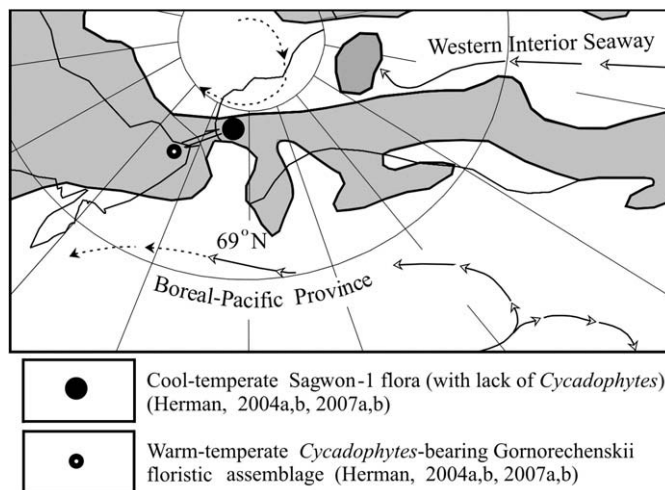 Western Interior Seaway
69°N
Boreal-Pacific Province
Cool-temperate Sagwon-1 flora (with lack of Cycadophytes)
(Herman, 2004a,b, 2007a,b)
Warm-temperate Cycadophytes-bearing Gornorechenskii
floristic assemblage (Herman, 2004a,b, 2007a,b)